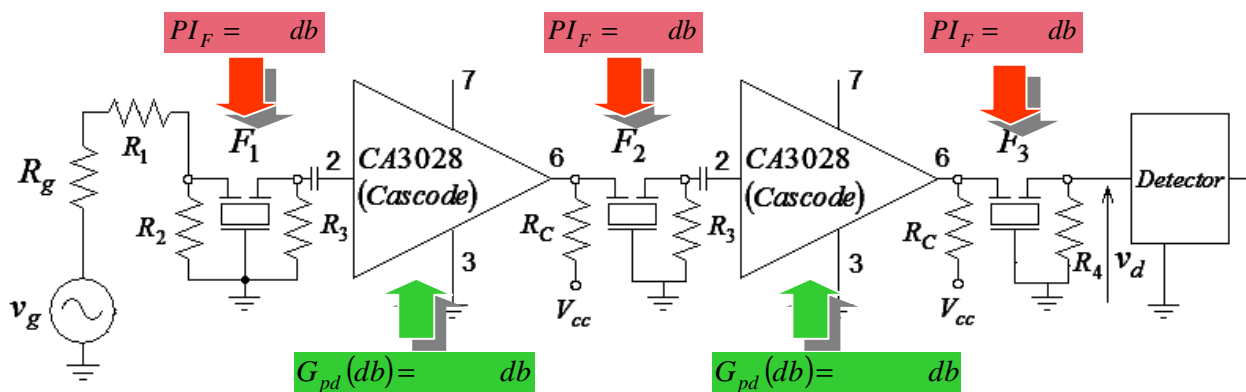 PI_F = db
PI_F = db
PI_F = db
7
7
R_1
F_1
F_2
F_3
2
CA3028
(Cascode)
6
2
CA3028
(Cascode)
6
Detector
R_g
R_2
R_3
R_C
R_3
R_C
R_4
v_d
3
3
v_g
V_cc
V_cc
G_pd(db)= db
G_pd(db)= db